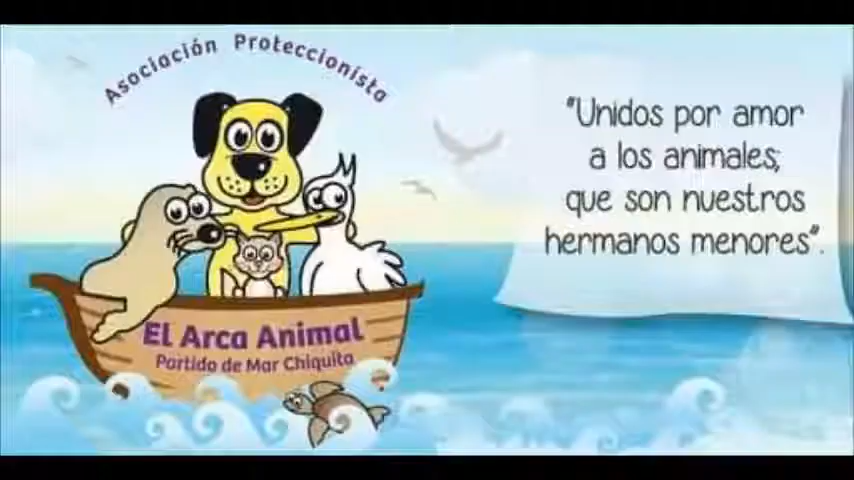 Asociación Proteccionista
El Arca Animal
Partido de Mar Chiquita
"Unidos por amor
a los animales;
que son nuestros
hermanos menores".